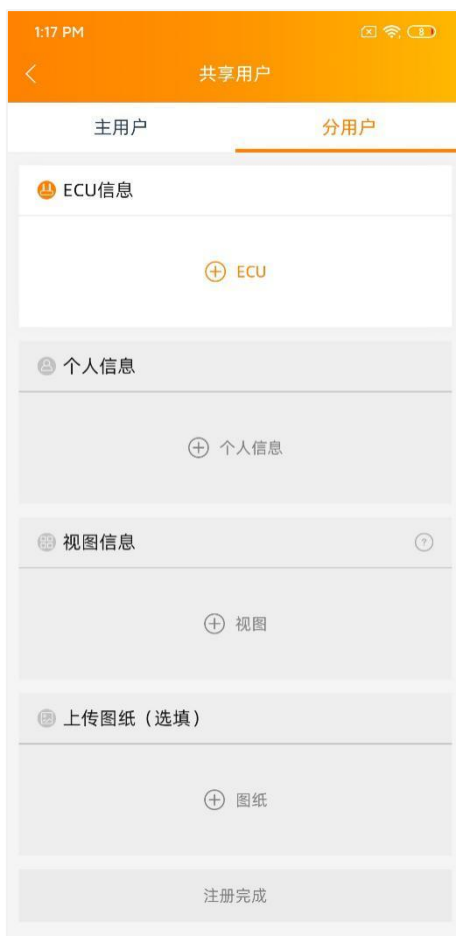 1:17 PM
8
共享用户
主用户
分用户
ECU信息
ECU
个人信息
个人信息
视图信息
?
视图
上传图纸（选填）
图纸
注册完成